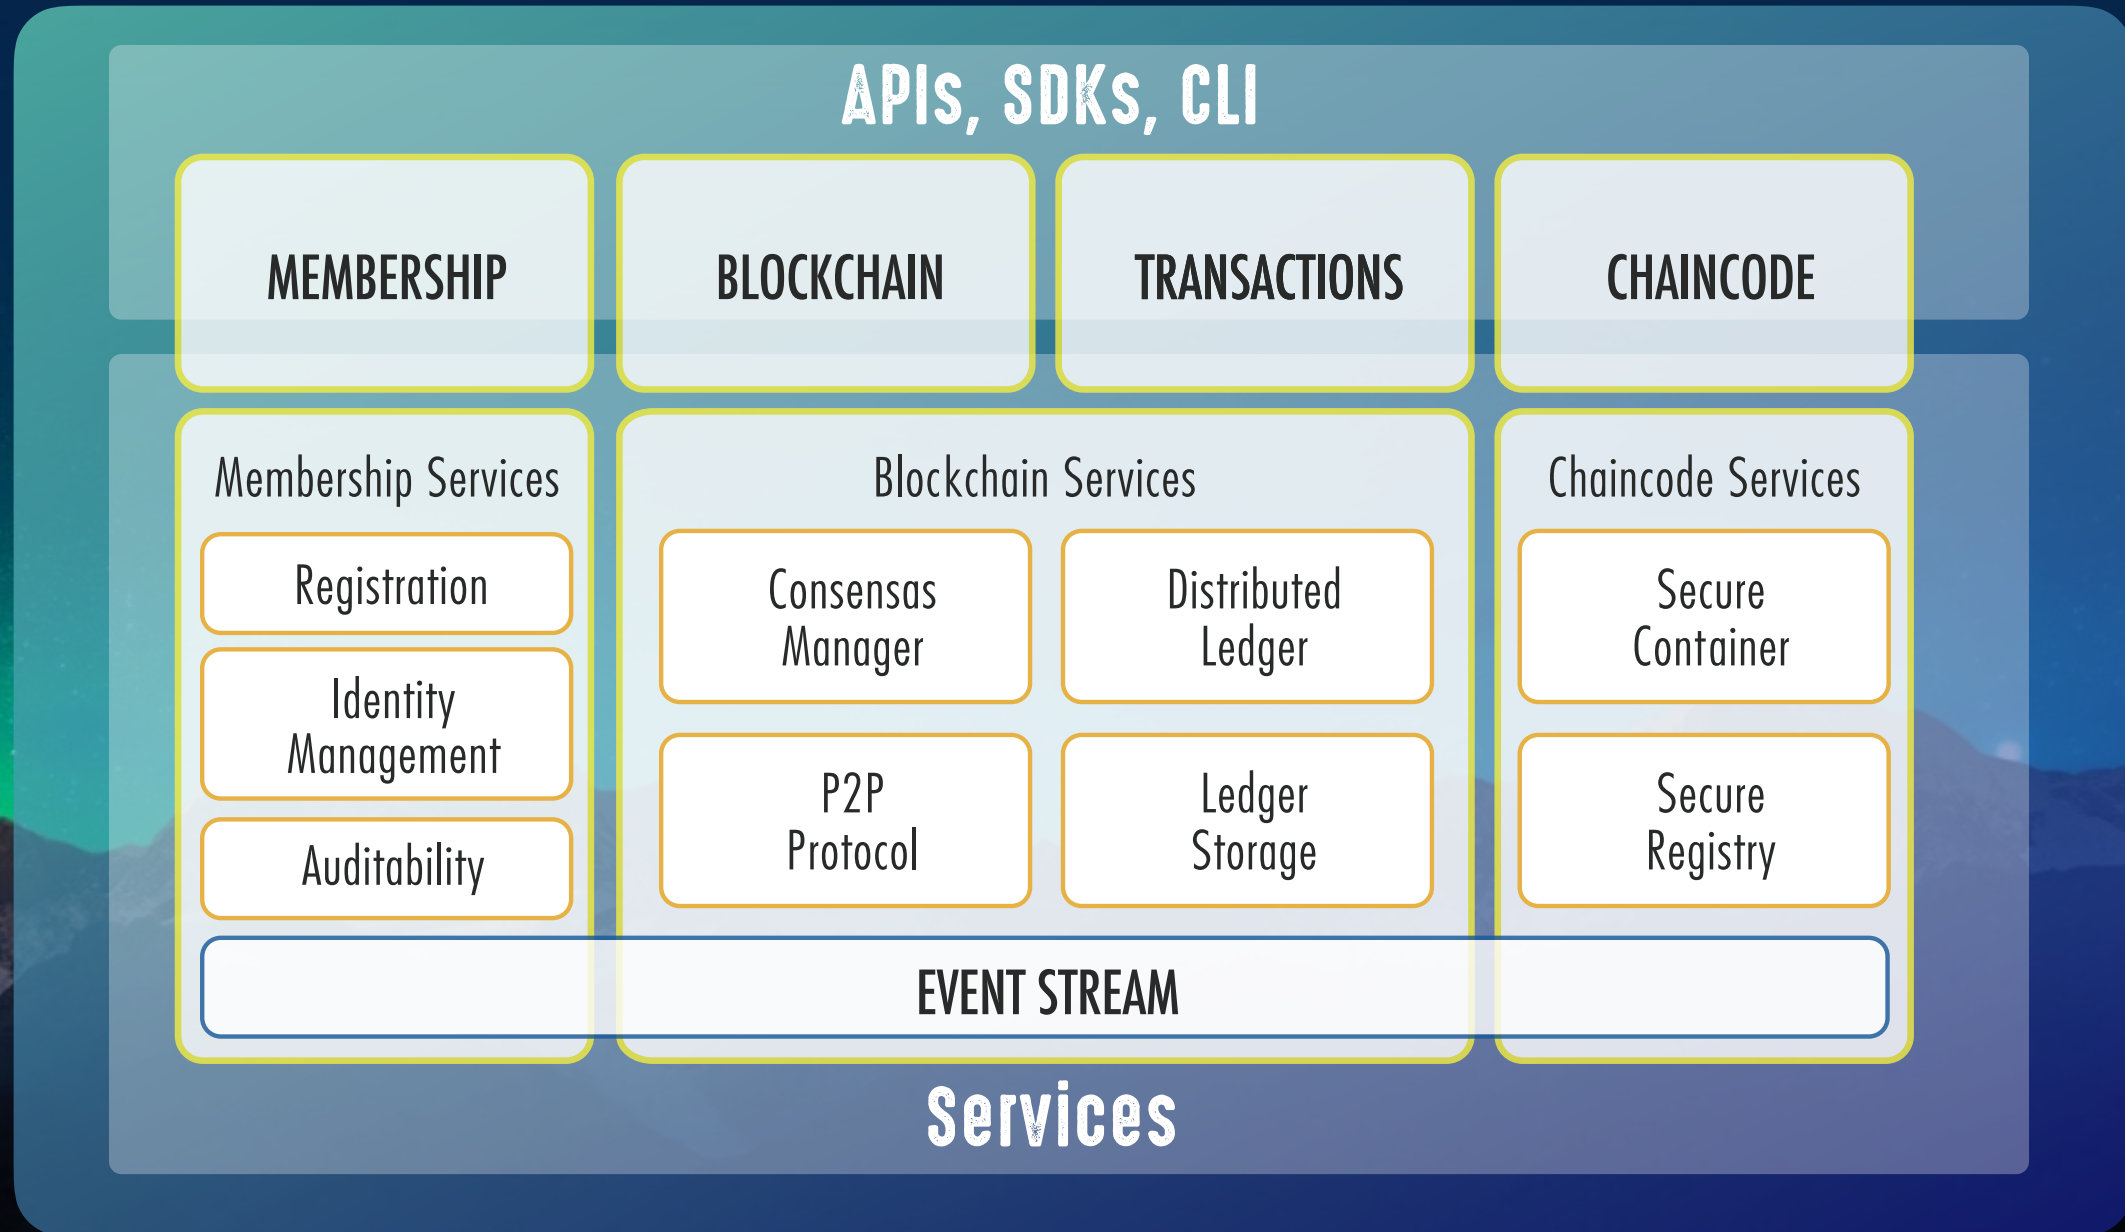 APIs, SDKs, CLI
MEMBERSHIP
BLOCKCHAIN
TRANSACTIONS
CHAINCODE
Membership Services
Registration
Identity
Management
Auditability
Blockchain Services
Consensas
Manager
Distributed
Ledger
P2P
Protocol
Ledger
Storage
Chaincode Services
Secure
Container
Secure
Registry
EVENT STREAM
Services